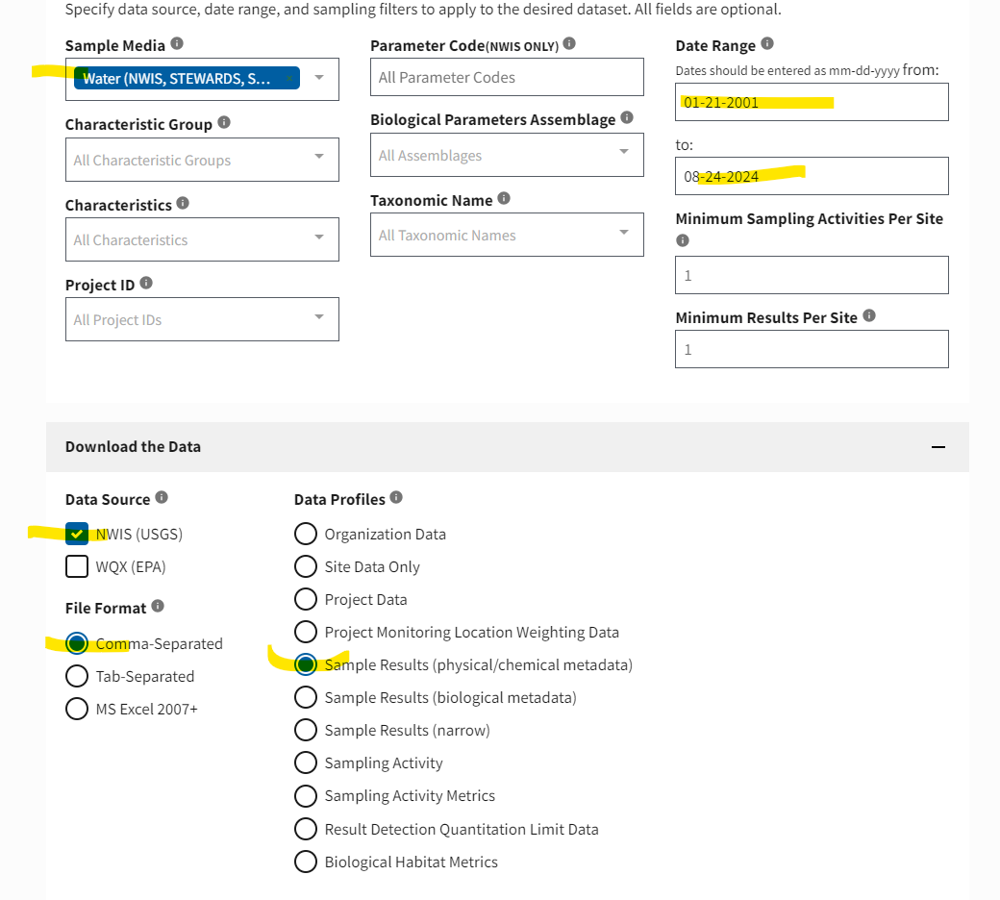 Specify data source, date range, and sampling filters to apply to the desired dataset. All fields are optional.
Sample Media
Water (NWIS, STEWARDS, S...
Characteristic Group
All Characteristic Groups
Characteristics
All Characteristics
Project ID
All Project IDs
Parameter Code(NWIS ONLY)
All Parameter Codes
Biological Parameters Assemblage
All Assemblages
Taxonomic Name
All Taxonomic Names
Date Range
Dates should be entered as mm-dd-yyyy from:
01-21-2001
to:
08-24-2024
Minimum Sampling Activities Per Site
1
Minimum Results Per Site
1
Download the Data
Data Source
NWIS (USGS)
WQX (EPA)
File Format
Comma-Separated
Tab-Separated
MS Excel 2007+
Data Profiles
Organization Data
Site Data Only
Project Data
Project Monitoring Location Weighting Data
Sample Results (physical/chemical metadata)
Sample Results (biological metadata)
Sample Results (narrow)
Sampling Activity
Sampling Activity Metrics
Result Detection Quantitation Limit Data
Biological Habitat Metrics